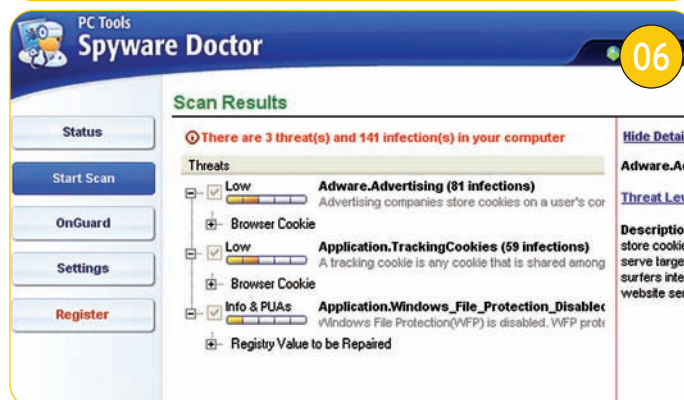 PC Tools
Spyware Doctor
06
Scan Results
Status
Start Scan
OnGuard
Settings
Register
There are 3 threat(s) and 141 infection(s) in your computer
Threats
Low Adware.Advertising (81 infections)
Advertising companies store cookies on a user's cor
Browser Cookie
Low Application.TrackingCookies (59 infections)
A tracking cookie is any cookie that is shared among
Browser Cookie
Info & PUAs Application.Windows_File_Protection_Disabled
Windows File Protection(WFP) is disabled. WFP prote
Registry Value to be Repaired
Hide Detai
Adware.Ad
Threat Lev
Descriptio
store cookie
serve large
surfers inte
website ser